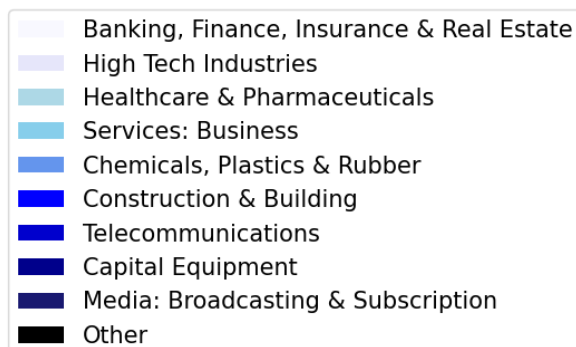 Banking, Finance, Insurance & Real Estate
High Tech Industries
Healthcare & Pharmaceuticals
Services: Business
Chemicals, Plastics & Rubber
Construction & Building
Telecommunications
Capital Equipment
Media: Broadcasting & Subscription
Other